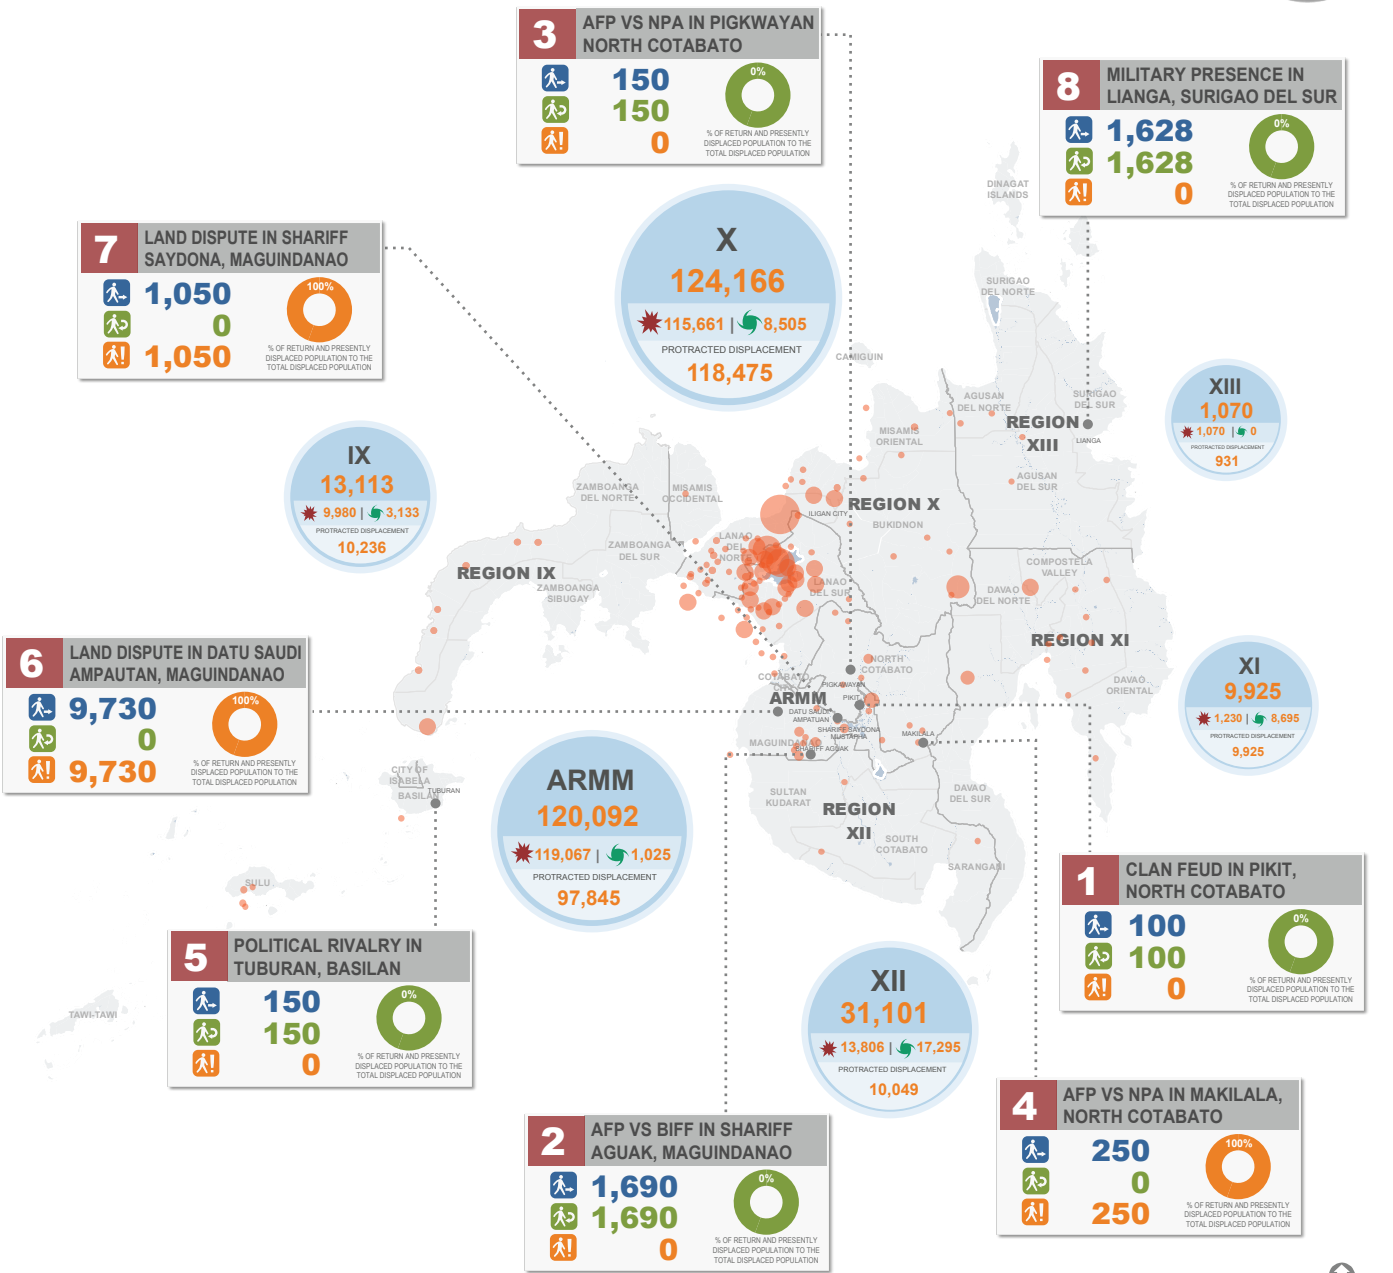 3
AFP VS NPA IN PIGKWAYAN
NORTH COTABATO
150
150
0
0%
% OF RETURN AND PRESENTLY
DISPLACED POPULATION TO THE
TOTAL DISPLACED POPULATION
8
MILITARY PRESENCE IN
LIANGA, SURIGAO DEL SUR
1,628
1,628
0
0%
% OF RETURN AND PRESENTLY
DISPLACED POPULATION TO THE
TOTAL DISPLACED POPULATION
7
LAND DISPUTE IN SHARIFF
SAYDONA, MAGUINDANAO
1,050
0
1,050
100%
% OF RETURN AND PRESENTLY
DISPLACED POPULATION TO THE
TOTAL DISPLACED POPULATION
X
124,166
115,661 | 8,505
PROTRACTED DISPLACEMENT
118,475
XIII
1,070
1,070 | 0
PROTRACTED DISPLACEMENT
931
IX
13,113
9,980 | 3,133
PROTRACTED DISPLACEMENT
10,236
DINAGAT
ISLANDS
SURIGAO
DEL NORTE
CAMIGUIN
AGUSAN
DEL NORTE
SURIGAO
DEL SUR
REGION
XIII
LIANGA
MISAMIS
ORIENTAL
AGUSAN
DEL SUR
ZAMBOANGA
DEL NORTE
MISAMIS
OCCIDENTAL
REGION X
ILIGAN CITY
BUKIDNON
LANAO
DEL
NORTE
ZAMBOANGA
DEL SUR
REGION IX
ZAMBOANGA
SIBUGAY
LANAO
DEL SUR
COMPOSTELA
VALLEY
DAVAO
DEL NORTE
REGION XI
DAVAO
ORIENTAL
NORTH
COTABATO
COTABATO
CITY
PIGKAWAYAN
PIKIT
ARMM
DATU SAUDI
AMPATUAN
SHARIFF SAYDONA
MUSTAPHA
MAGUINDANAO
SHARIFF AGUAK
MAKILALA
6
LAND DISPUTE IN DATU SAUDI
AMPAUTAN, MAGUINDANAO
9,730
0
9,730
100%
% OF RETURN AND PRESENTLY
DISPLACED POPULATION TO THE
TOTAL DISPLACED POPULATION
XI
9,925
1,230 | 8,695
PROTRACTED DISPLACEMENT
9,925
CITY OF
ISABELA
BASILAN
TUBURAN
ARMM
120,092
119,067 | 1,025
PROTRACTED DISPLACEMENT
97,845
SULTAN
KUDARAT
REGION
XII
DAVAO
DEL SUR
SOUTH
COTABATO
SARANGANI
SULU
TAWI-TAWI
1
CLAN FEUD IN PIKIT,
NORTH COTABATO
100
100
0
0%
% OF RETURN AND PRESENTLY
DISPLACED POPULATION TO THE
TOTAL DISPLACED POPULATION
5
POLITICAL RIVALRY IN
TUBURAN, BASILAN
150
150
0
0%
% OF RETURN AND PRESENTLY
DISPLACED POPULATION TO THE
TOTAL DISPLACED POPULATION
XII
31,101
13,806 | 17,295
PROTRACTED DISPLACEMENT
10,049
4
AFP VS NPA IN MAKILALA,
NORTH COTABATO
250
0
250
100%
% OF RETURN AND PRESENTLY
DISPLACED POPULATION TO THE
TOTAL DISPLACED POPULATION
2
AFP VS BIFF IN SHARIFF
AGUAK, MAGUINDANAO
1,690
1,690
0
0%
% OF RETURN AND PRESENTLY
DISPLACED POPULATION TO THE
TOTAL DISPLACED POPULATION